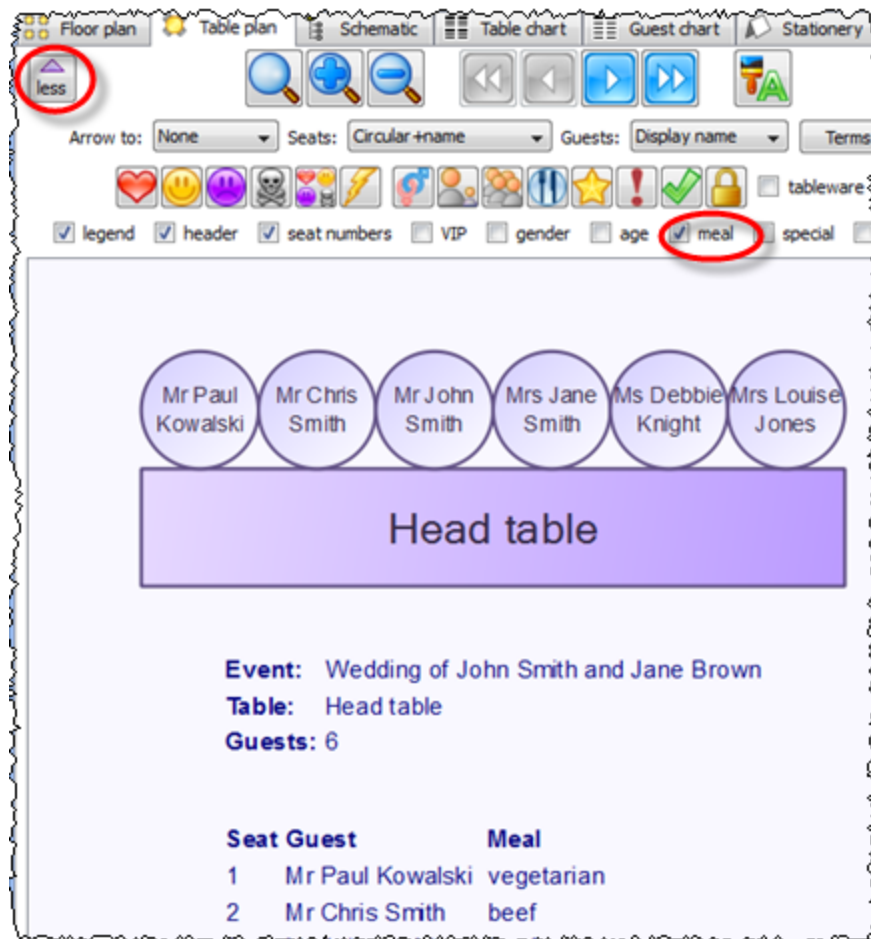 Floor plan Table plan Schematic Table chart Guest chart Stationery
less
Arrow to: None Seats: Circular +name Guests: Display name Terms
tableware
legend header seat numbers VIP gender age meal special
Mr Paul Kowalski
Mr Chris Smith
Mr John Smith
Mrs Jane Smith
Ms Debbie Knight
Mrs Louise Jones
Head table
Event: Wedding of John Smith and Jane Brown
Table: Head table
Guests: 6
Seat Guest Meal
1 Mr Paul Kowalski vegetarian
2 Mr Chris Smith beef